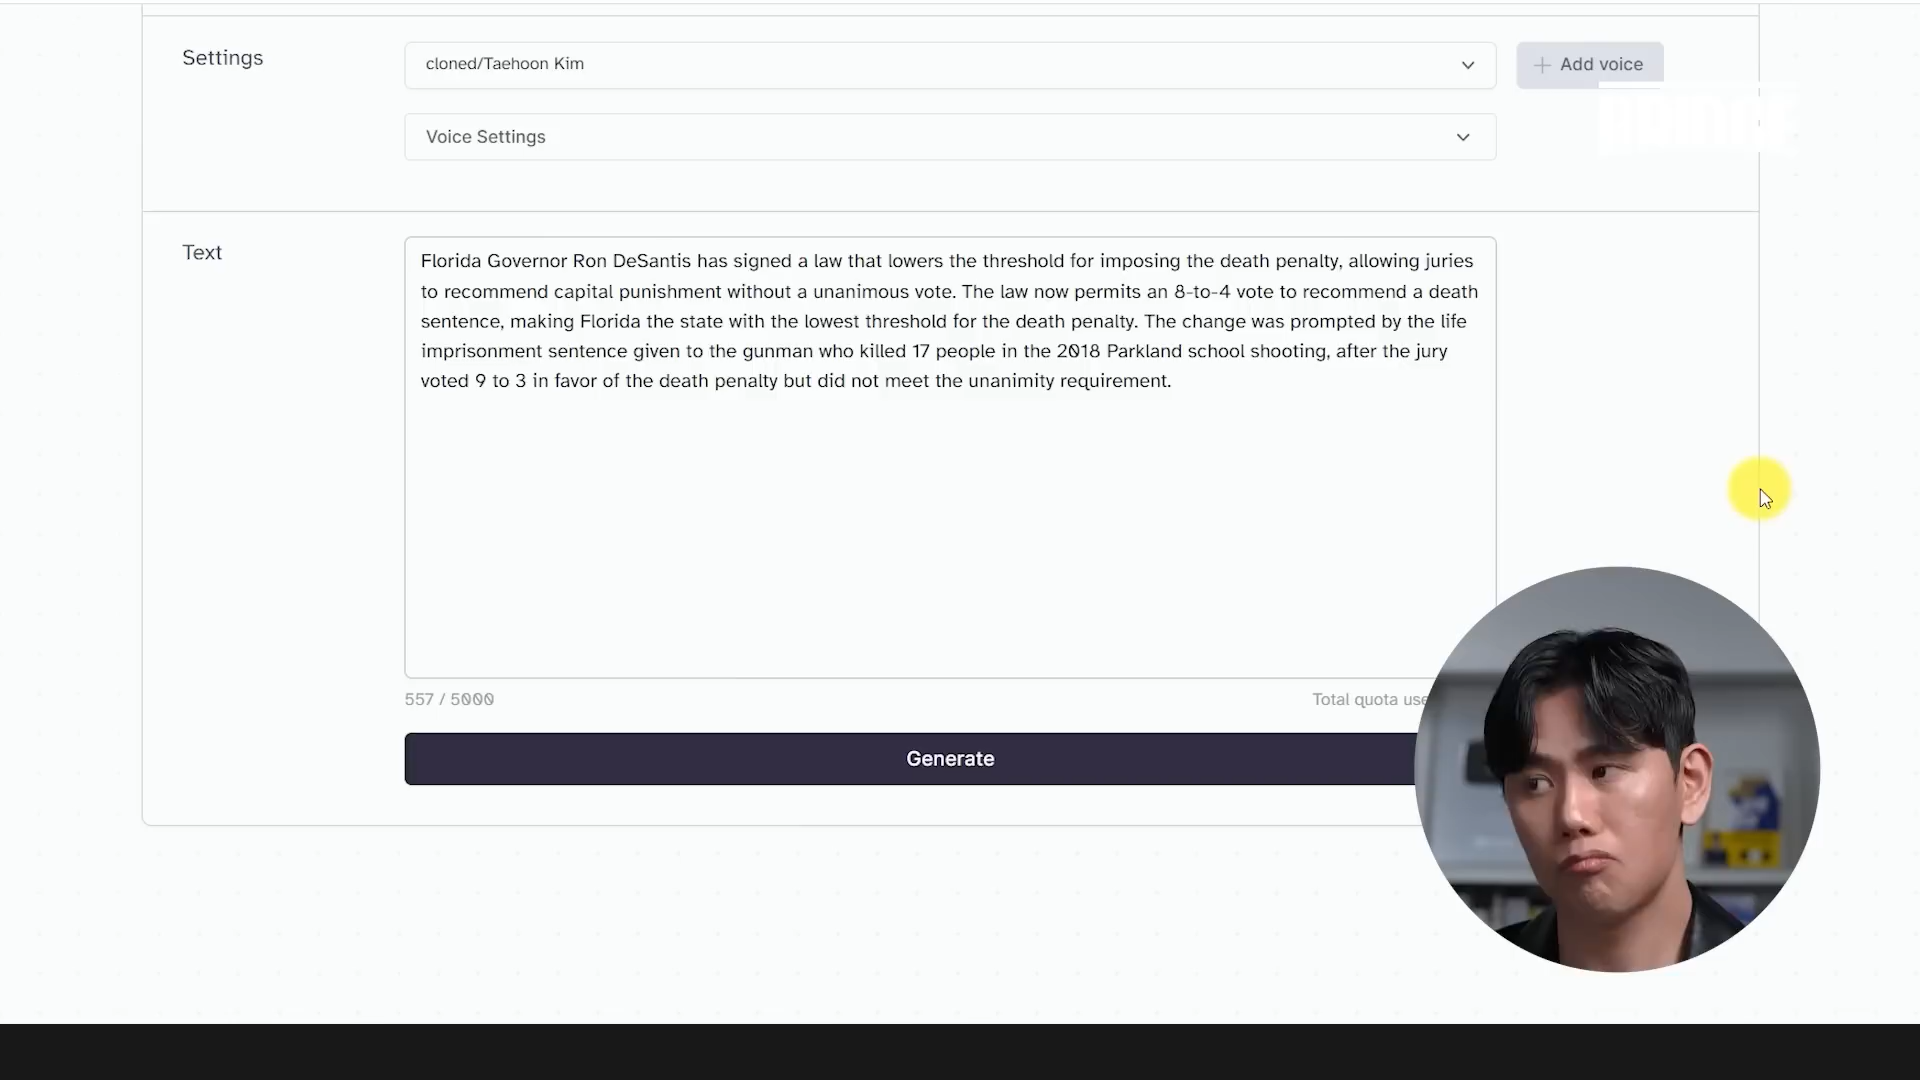 Settings
cloned/Taehoon Kim
Add voice
Voice Settings
Text
Florida Governor Ron DeSantis has signed a law that lowers the threshold for imposing the death penalty, allowing juries
to recommend capital punishment without a unanimous vote. The law now permits an 8-to-4 vote to recommend a death
sentence, making Florida the state with the lowest threshold for the death penalty. The change was prompted by the life
imprisonment sentence given to the gunman who killed 17 people in the 2018 Parkland school shooting, after the jury
voted 9 to 3 in favor of the death penalty but did not meet the unanimity requirement.
557 / 5000
Total quota
Generate